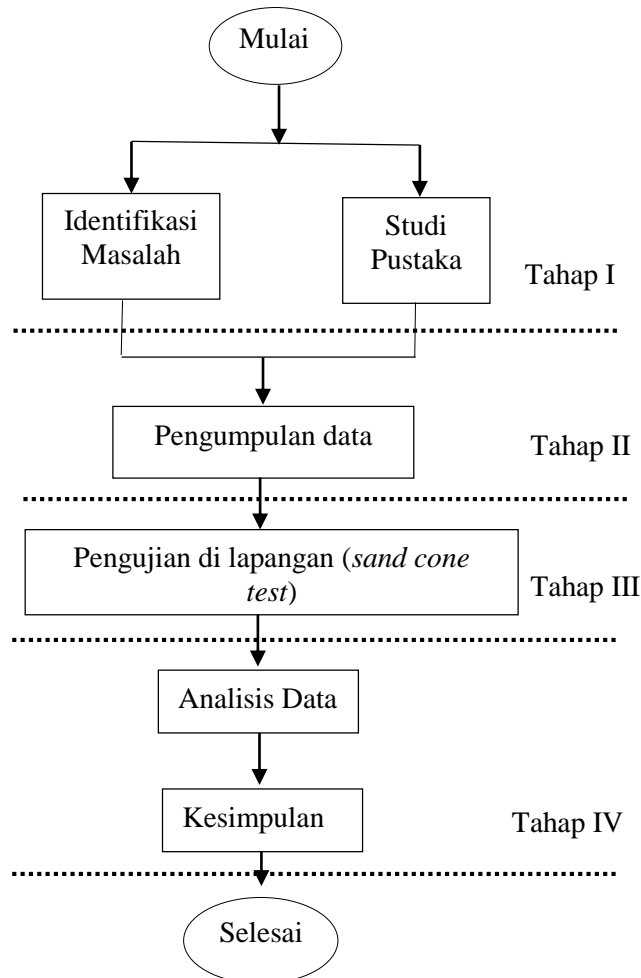 Mulai
Identifikasi
Masalah
Studi
Pustaka
Tahap I
Pengumpulan data
Tahap II
Pengujian di lapangan (sand cone
test)
Tahap III
Analisis Data
Kesimpulan
Tahap IV
Selesai